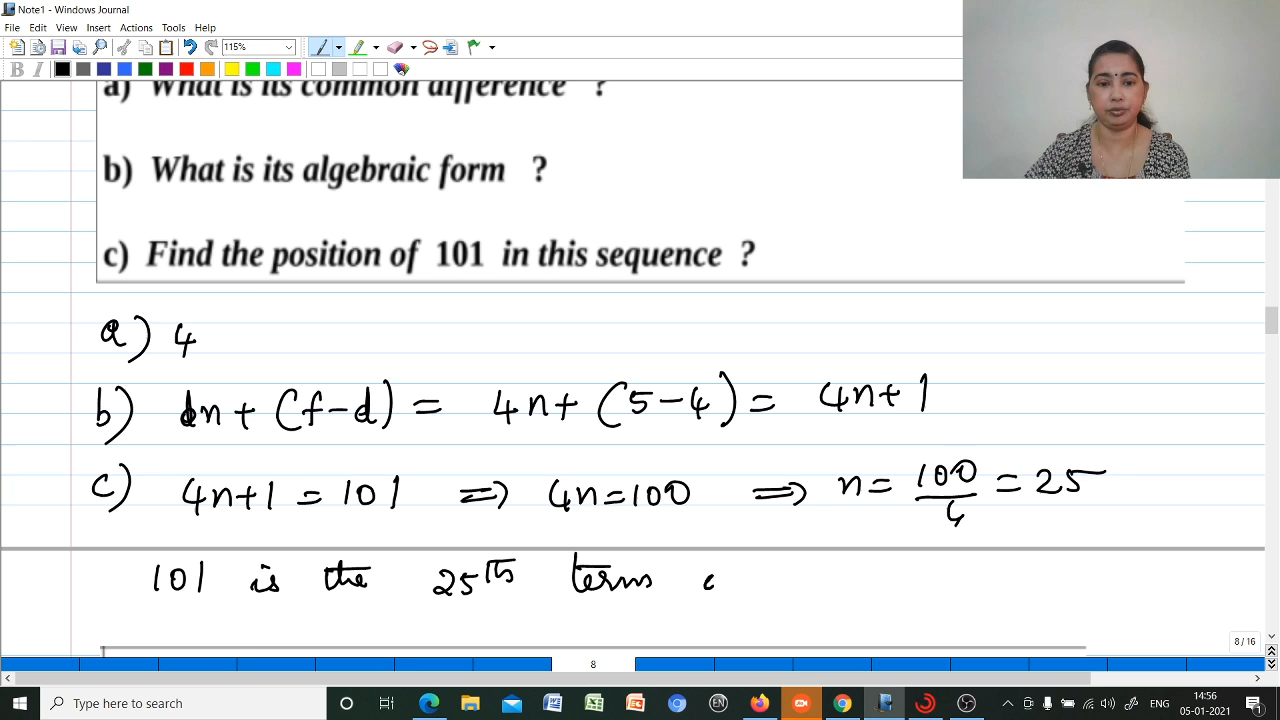 Note1 - Windows Journal
File Edit View Insert Actions Tools Help
115%
B I
a) What is its common difference ?
b) What is its algebraic form ?
c) Find the position of 101 in this sequence ?
a) 4
b) dn + (f-d) = 4n + (5-4) = 4n+1
c) 4n+1 = 101 ⇒ 4n=100 ⇒ n= 100/4 = 25
101 is the 25th terms
8 / 16
8
Type here to search
EN
ENG
14:56
05-01-2021